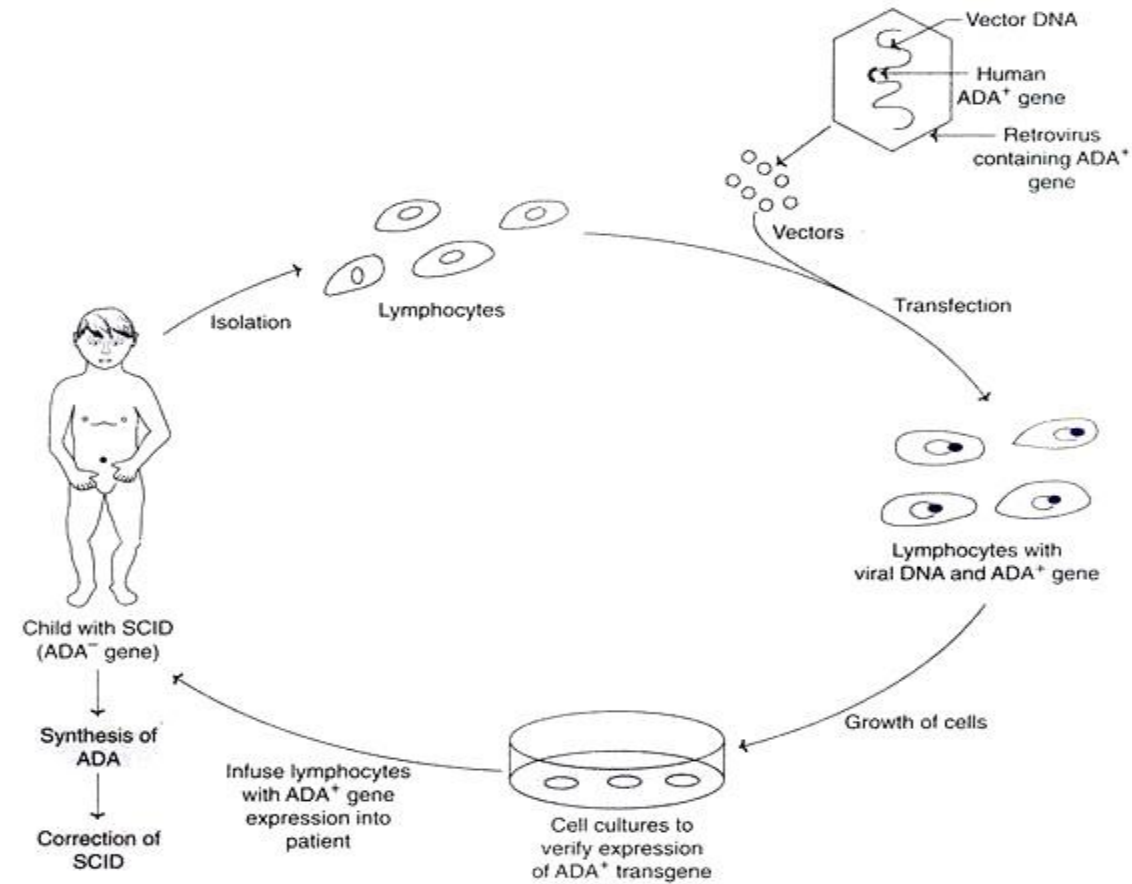 Vector DNA
Human
ADA⁺ gene
Retrovirus
containing ADA⁺
gene
Vectors
Transfection
Lymphocytes
Isolation
Lymphocytes with
viral DNA and ADA⁺ gene
Child with SCID
(ADA⁻ gene)
Synthesis of
ADA
Correction of
SCID
Growth of cells
Infuse lymphocytes
with ADA⁺ gene
expression into
patient
Cell cultures to
verify expression
of ADA⁺ transgene